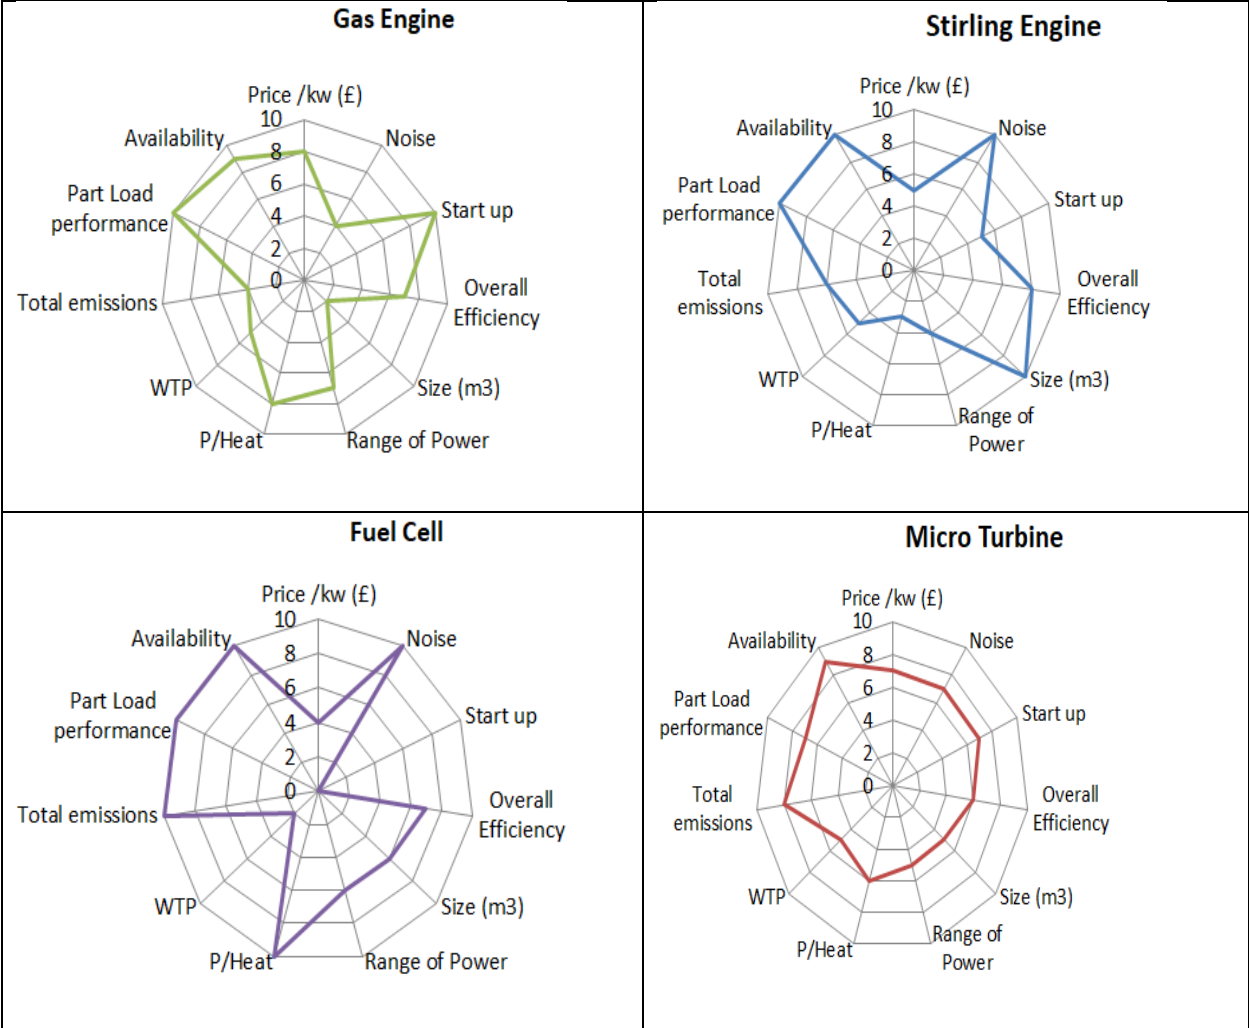 Gas Engine
Price /kw (£)
10
8
6
4
2
0
Noise
Start up
Overall
Efficiency
Size (m3)
Range of Power
P/Heat
WTP
Total emissions
Part Load
performance
Availability
Stirling Engine
Price /kw (£)
10
8
6
4
2
0
Noise
Start up
Overall
Efficiency
Size (m3)
Range of
Power
P/Heat
WTP
Total
emissions
Part Load
performance
Availability
Fuel Cell
Price /kw (£)
10
8
6
4
2
0
Noise
Start up
Overall
Efficiency
Size (m3)
Range of Power
P/Heat
WTP
Total emissions
Part Load
performance
Availability
Micro Turbine
Price /kw (£)
10
8
6
4
2
0
Noise
Start up
Overall
Efficiency
Size (m3)
Range of
Power
P/Heat
WTP
Total
emissions
Part Load
performance
Availability